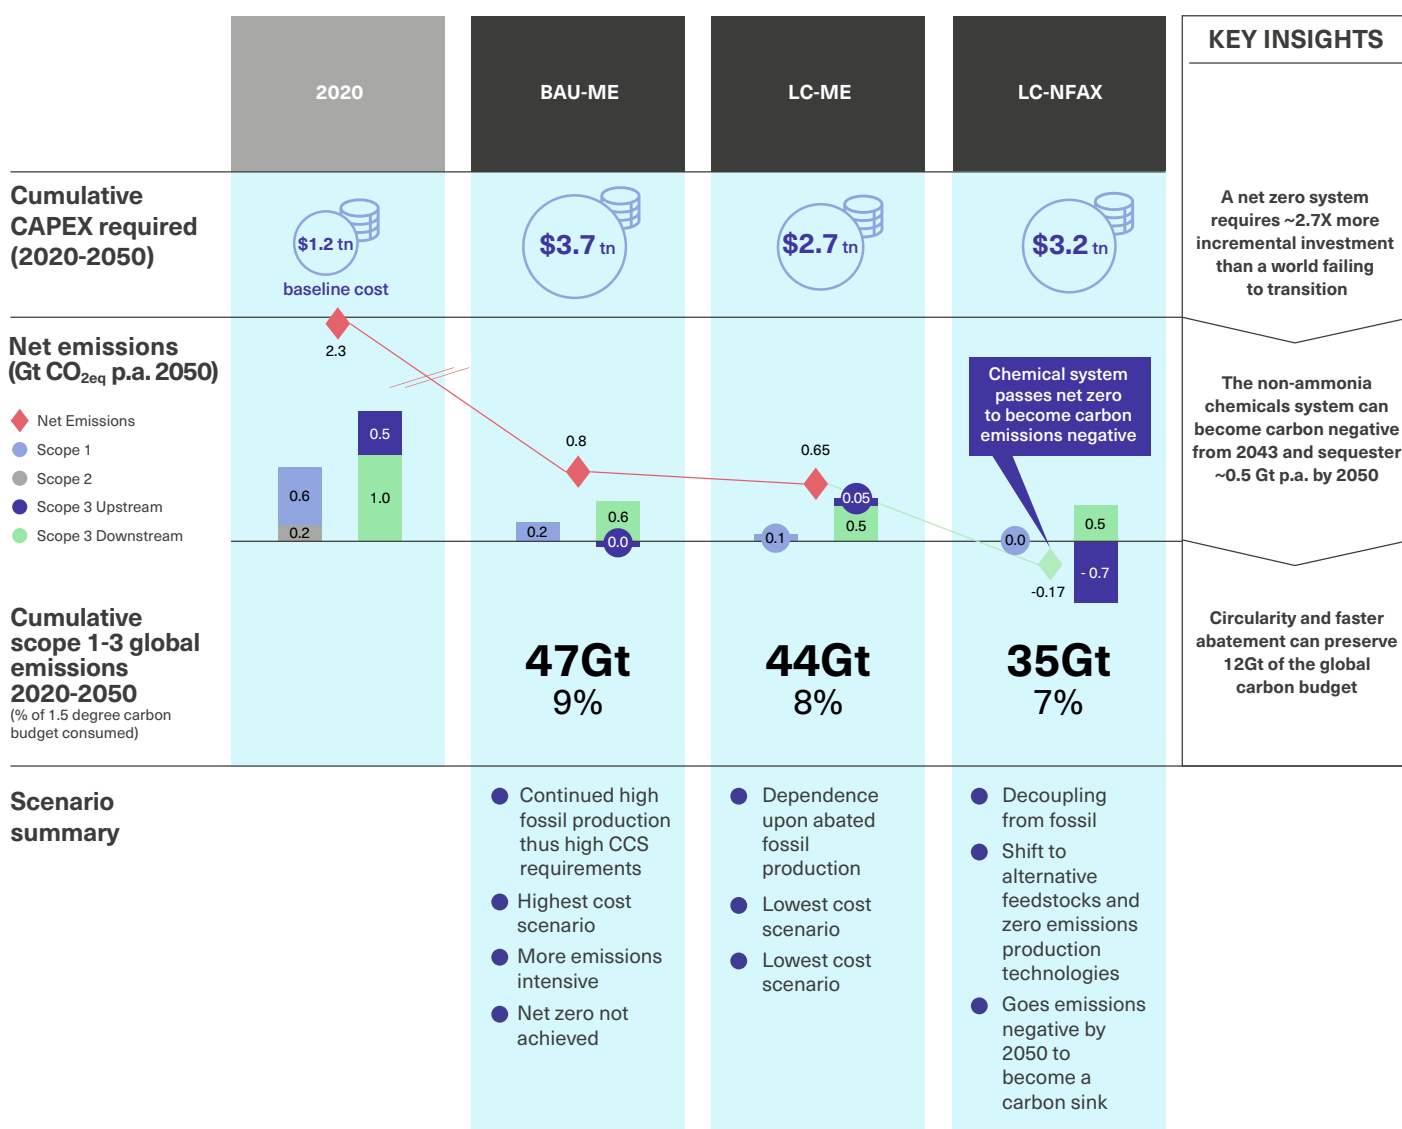 2020
BAU-ME
LC-ME
LC-NFAX
KEY INSIGHTS
Cumulative
CAPEX required
(2020-2050)
$1.2 tn
baseline cost
$3.7 tn
$2.7 tn
$3.2 tn
A net zero system
requires ~2.7X more
incremental investment
than a world failing
to transition
Net emissions
(Gt CO2eq p.a. 2050)
Net Emissions
Scope 1
Scope 2
Scope 3 Upstream
Scope 3 Downstream
2.3
0.6
0.2
0.5
1.0
0.8
0.2
0.6
0.0
0.65
0.1
0.05
0.5
Chemical system
passes net zero
to become carbon
emissions negative
0.0
-0.17
0.5
- 0.7
The non-ammonia
chemicals system can
become carbon negative
from 2043 and sequester
~0.5 Gt p.a. by 2050
Cumulative
scope 1-3 global
emissions
2020-2050
(% of 1.5 degree carbon
budget consumed)
47Gt
9%
44Gt
8%
35Gt
7%
Circularity and faster
abatement can preserve
12Gt of the global
carbon budget
Scenario
summary
Continued high
fossil production
thus high CCS
requirements
Highest cost
scenario
More emissions
intensive
Net zero not
achieved
Dependence
upon abated
fossil
production
Lowest cost
scenario
Lowest cost
scenario
Decoupling
from fossil
Shift to
alternative
feedstocks and
zero emissions
production
technologies
Goes emissions
negative by
2050 to
become a
carbon sink